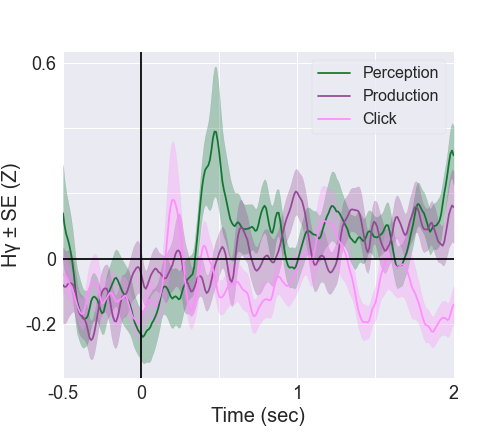 0.6
Perception
Production
Click
Hγ ± SE (Z)
0
-0.2
-0.5
0
1
2
Time (sec)